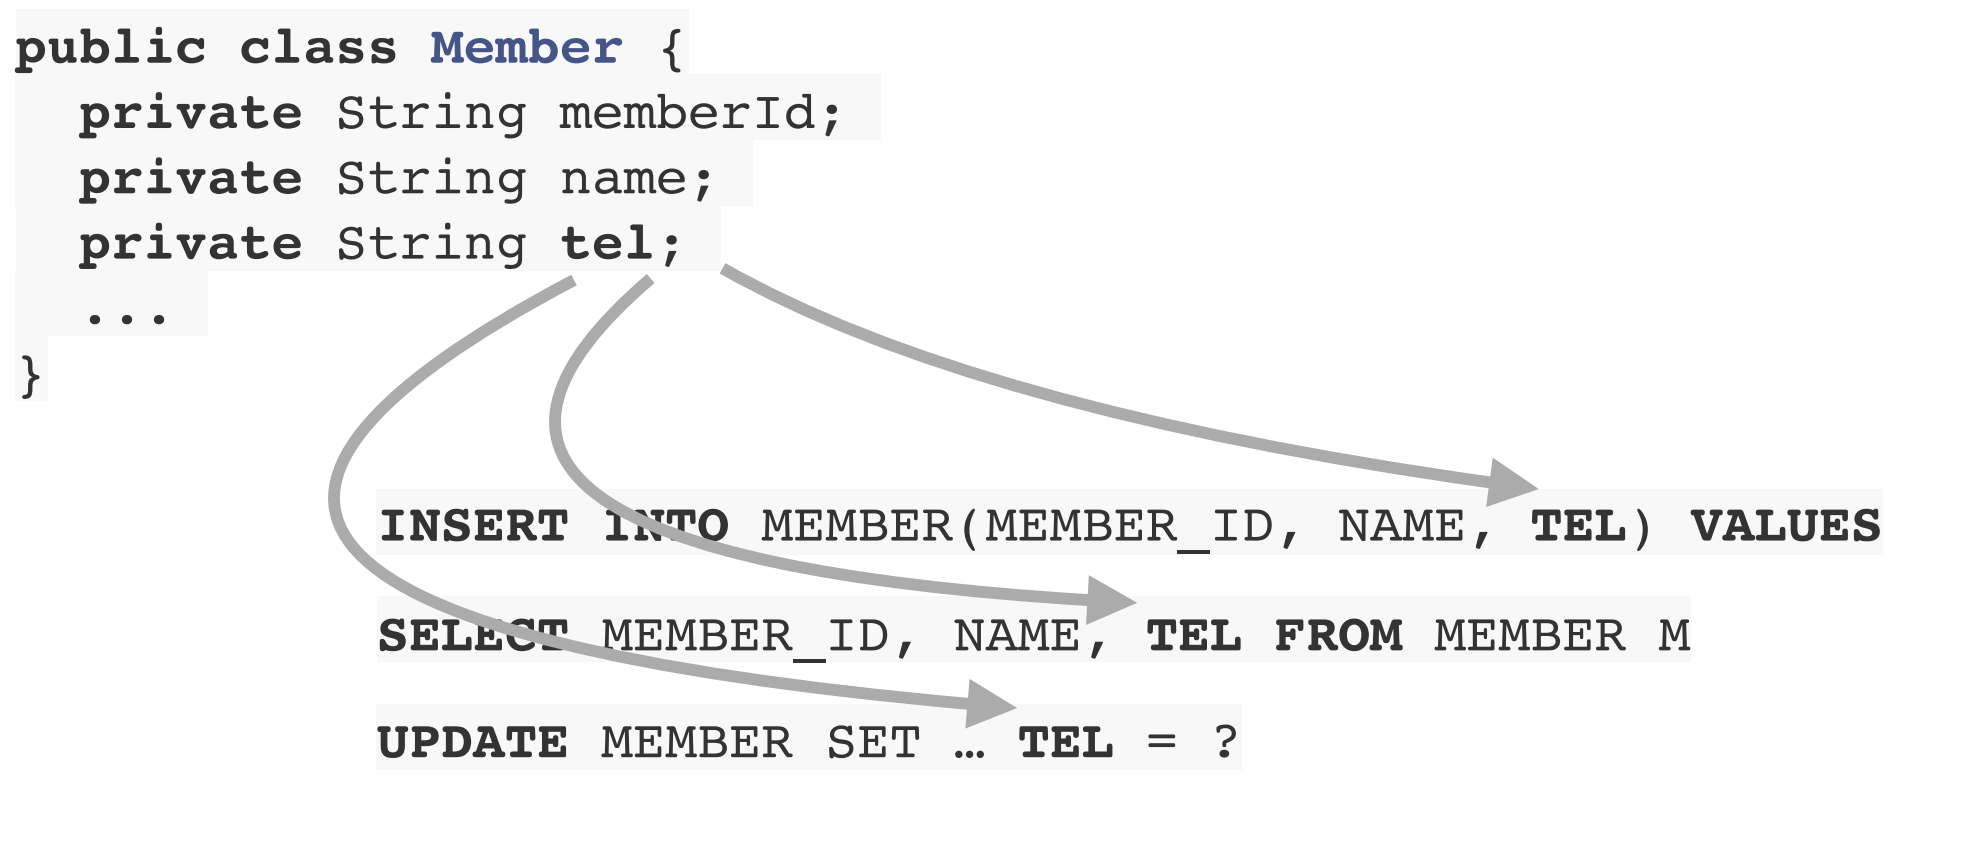 public class Member {
private String memberId;
private String name;
private String tel;
...
}
INSERT INTO MEMBER(MEMBER_ID, NAME, TEL) VALUES
SELECT MEMBER_ID, NAME, TEL FROM MEMBER M
UPDATE MEMBER SET … TEL = ?